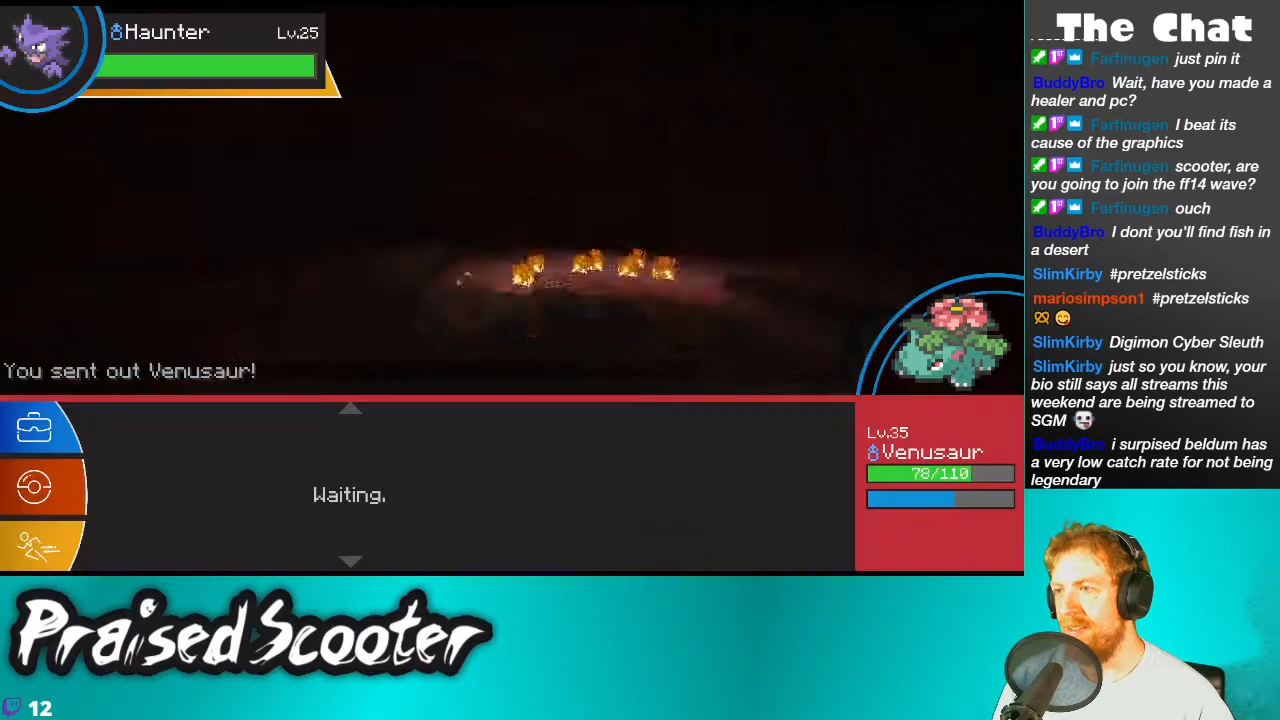 Haunter Lv.25
You sent out Venusaur!
Waiting.
Lv.35
Venusaur
78/110
The Chat
Farfinugen just pin it
BuddyBro Wait, have you made a
healer and pc?
Farfinugen I beat its
cause of the graphics
Farfinugen scooter, are
you going to join the ff14 wave?
Farfinugen ouch
BuddyBro I dont you'll find fish in
a desert
SlimKirby #pretzelsticks
mariosimpson1 #pretzelsticks
SlimKirby Digimon Cyber Sleuth
SlimKirby just so you know, your
bio still says all streams this
weekend are being streamed to
SGM
BuddyBro i surpised beldum has
a very low catch rate for not being
legendary
PraisedScooter
12